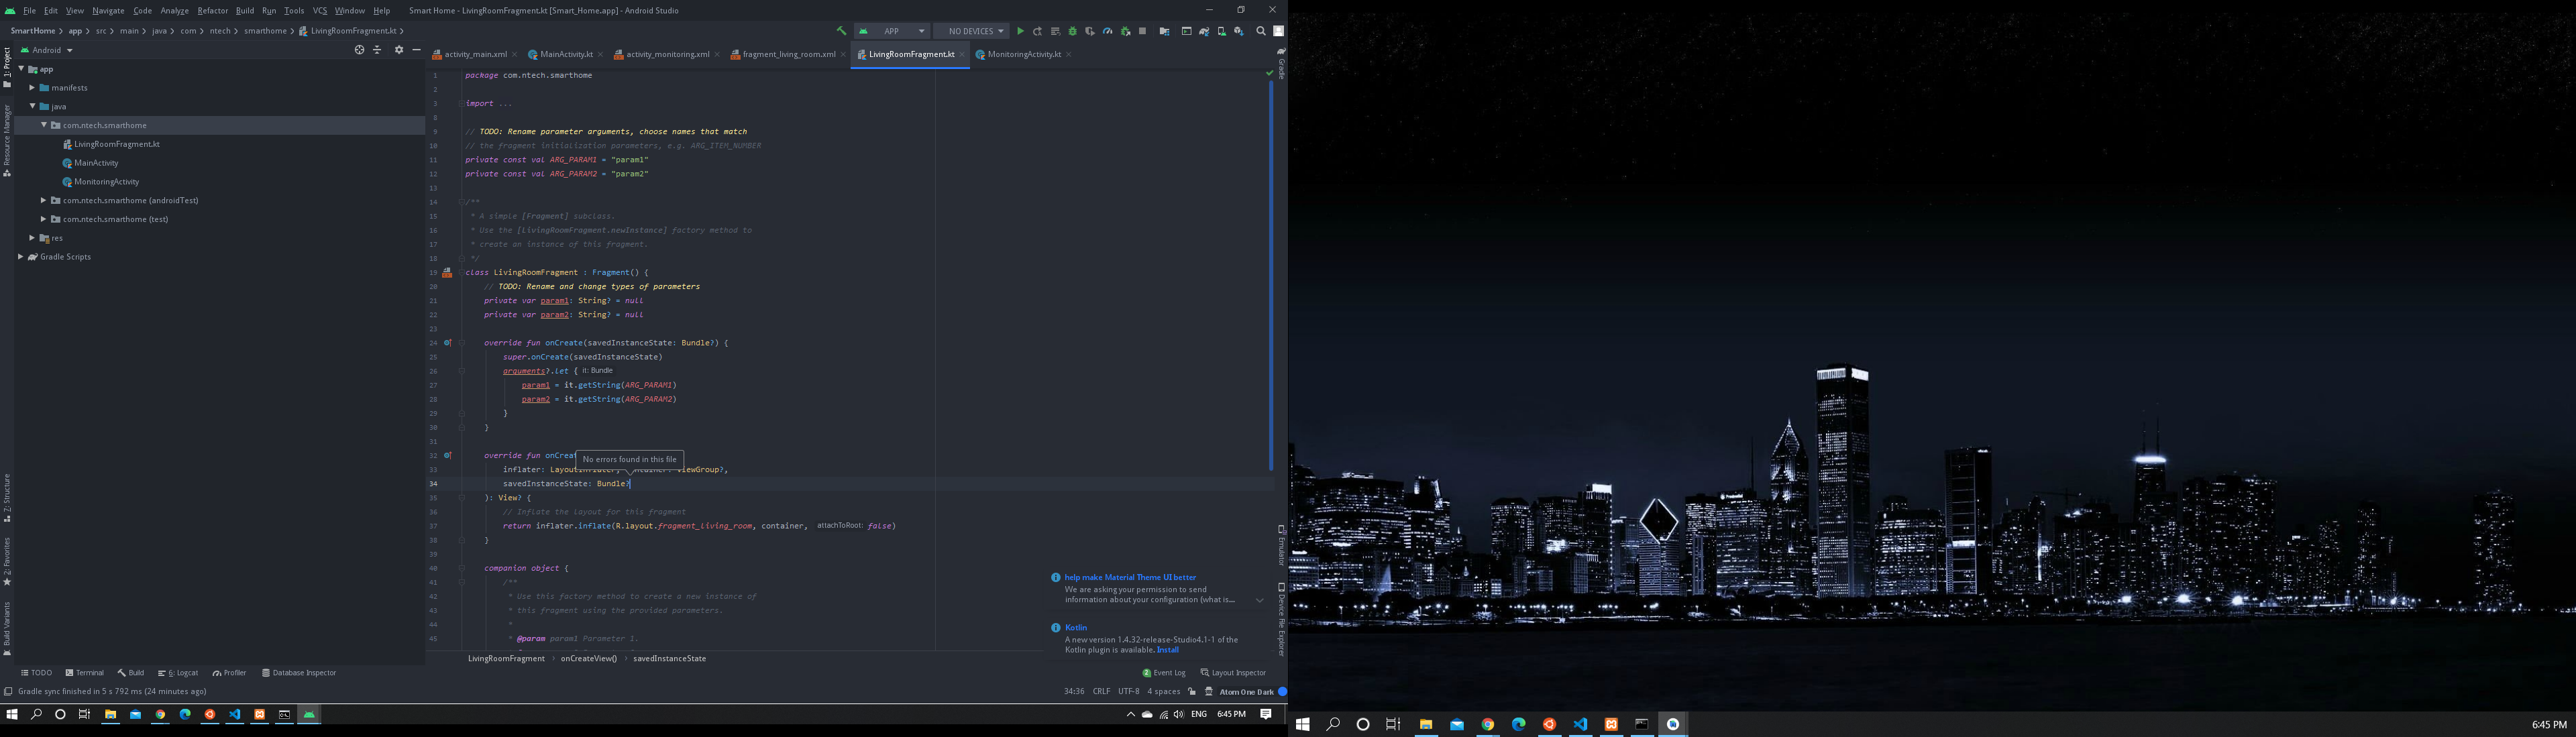 File Edit View Navigate Code Analyze Refactor Build Run Tools VCS Window Help Smart Home - LivingRoomFragment.kt [Smart_Home.app] - Android Studio
SmartHome app src main java com ntech smarthome LivingRoomFragment.kt
APP NO DEVICES
Android
activity_main.xml MainActivity.kt activity_monitoring.xml fragment_living_room.xml LivingRoomFragment.kt MonitoringActivity.kt
1: Project
Resource Manager
Z: Structure
2: Favorites
Build Variants
app
manifests
java
com.ntech.smarthome
LivingRoomFragment.kt
MainActivity
MonitoringActivity
com.ntech.smarthome (androidTest)
com.ntech.smarthome (test)
res
Gradle Scripts
1 package com.ntech.smarthome
2
3 import ...
8
9 // TODO: Rename parameter arguments, choose names that match
10 // the fragment initialization parameters, e.g. ARG_ITEM_NUMBER
11 private const val ARG_PARAM1 = "param1"
12 private const val ARG_PARAM2 = "param2"
13
14 /**
15 * A simple [Fragment] subclass.
16 * Use the [LivingRoomFragment.newInstance] factory method to
17 * create an instance of this fragment.
18 */
19 class LivingRoomFragment : Fragment() {
20 // TODO: Rename and change types of parameters
21 private var param1: String? = null
22 private var param2: String? = null
23
24 override fun onCreate(savedInstanceState: Bundle?) {
25 super.onCreate(savedInstanceState)
26 arguments?.let { it: Bundle
27 param1 = it.getString(ARG_PARAM1)
28 param2 = it.getString(ARG_PARAM2)
29 }
30 }
31
32 override fun onCreat
No errors found in this file
33 inflater: ViewGroup?,
34 savedInstanceState: Bundle?
35 ): View? {
36 // Inflate the layout for this fragment
37 return inflater.inflate(R.layout.fragment_living_room, container, attachToRoot: false)
38 }
39
40 companion object {
41 /**
42 * Use this factory method to create a new instance of
43 * this fragment using the provided parameters.
44 *
45 * @param param1 Parameter 1.
Gradle
Emulator
Device File Explorer
help make Material Theme UI better
We are asking your permission to send
information about your configuration (what is...
Kotlin
A new version 1.4.32-release-Studio4.1-1 of the
Kotlin plugin is available. Install
LivingRoomFragment onCreateView() savedInstanceState
TODO Terminal Build 6: Logcat Profiler Database Inspector 2 Event Log Layout Inspector
Gradle sync finished in 5 s 792 ms (24 minutes ago) 34:36 CRLF UTF-8 4 spaces Atom One Dark
ENG 6:45 PM
6:45 PM